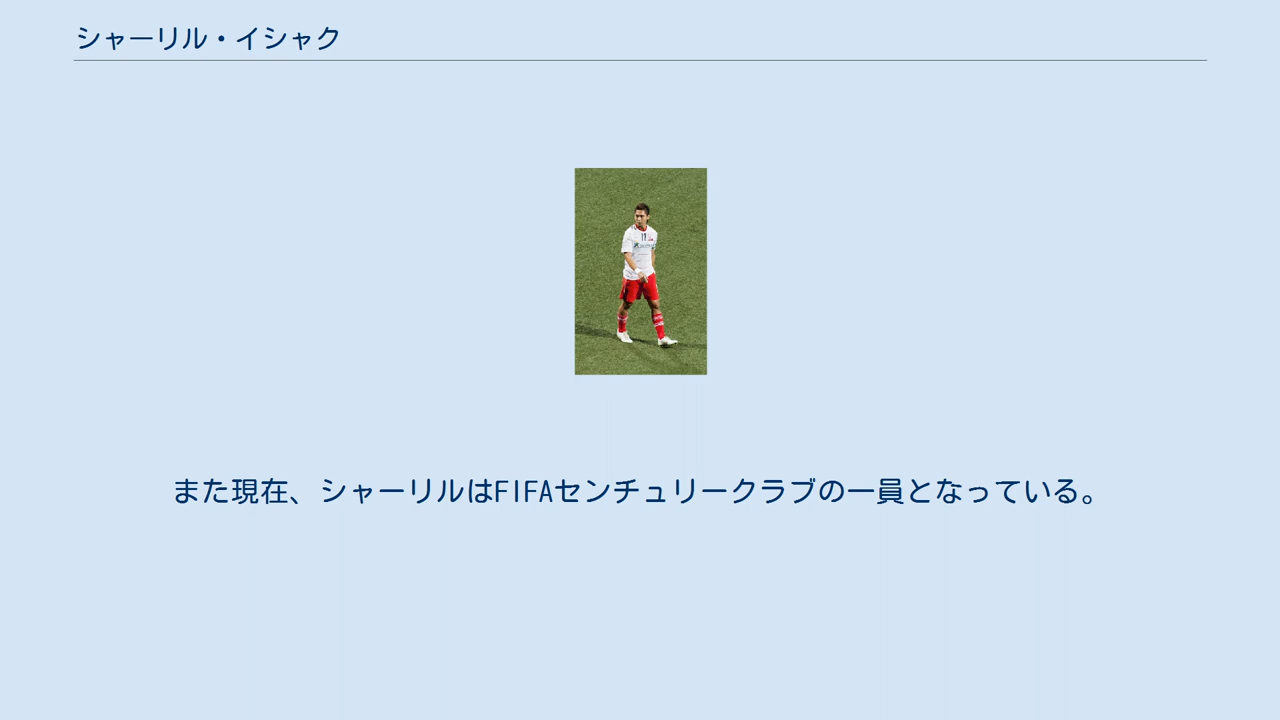 シャーリル・イシャク
また現在、シャーリルはFIFAセンチュリークラブの一員となっている。